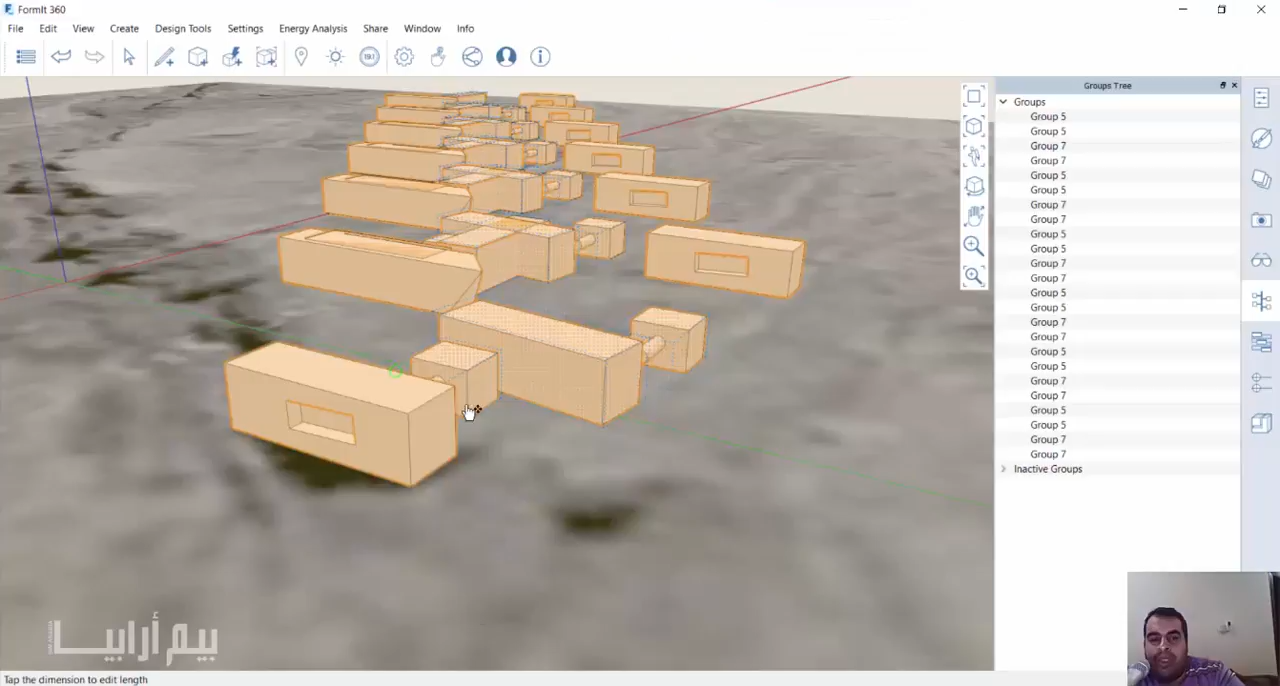 FormIt 360
File Edit View Create Design Tools Settings Energy Analysis Share Window Info
191
Groups Tree
Groups
Group 5
Group 5
Group 7
Group 7
Group 5
Group 5
Group 7
Group 7
Group 5
Group 5
Group 7
Group 7
Group 5
Group 5
Group 7
Group 7
Group 5
Group 5
Group 7
Group 7
Group 5
Group 5
Group 7
Group 7
Inactive Groups
بيم أرابيا
Tap the dimension to edit length